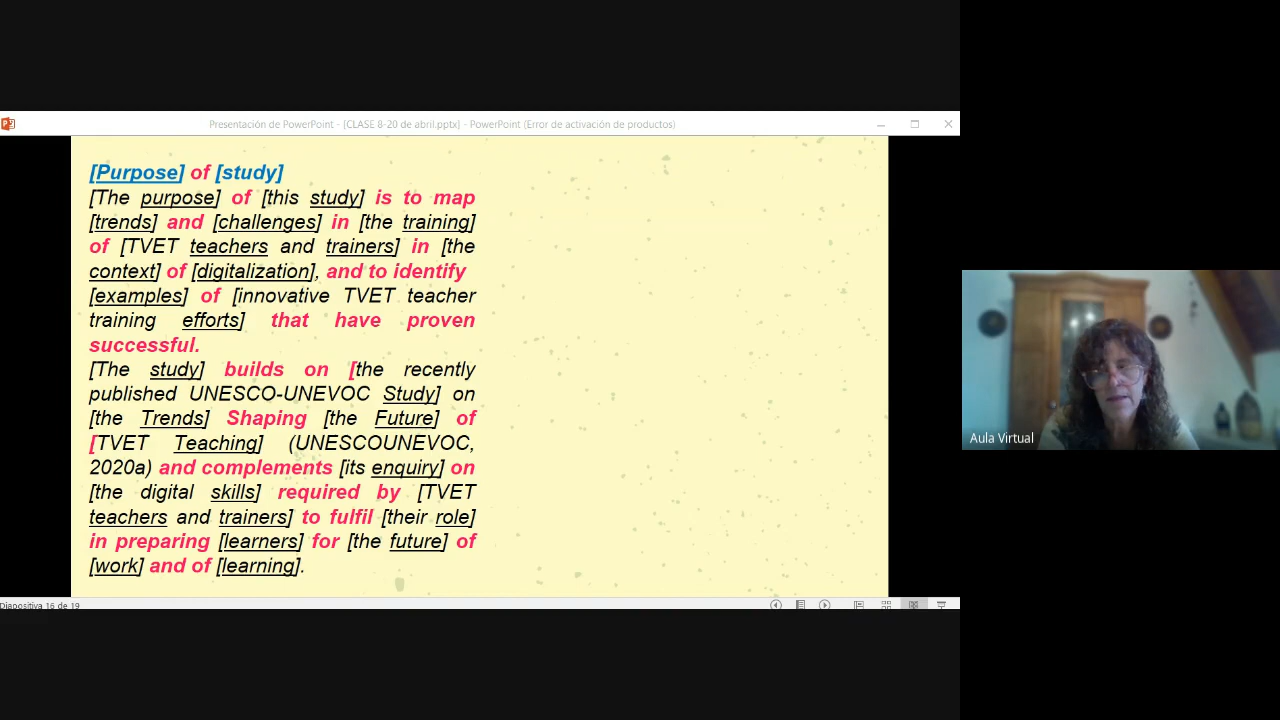 Presentación de PowerPoint - [CLASE 8-20 de abril.pptx] - PowerPoint (Error de activación de productos)
[Purpose] of [study]
[The purpose] of [this study] is to map
[trends] and [challenges] in [the training]
of [TVET teachers and trainers] in [the
context] of [digitalization], and to identify
[examples] of [innovative TVET teacher
training efforts] that have proven
successful.
[The study] builds on [the recently
published UNESCO-UNEVOC Study] on
[the Trends] Shaping [the Future] of
[TVET Teaching] (UNESCOUNEVOC,
2020a) and complements [its enquiry] on
[the digital skills] required by [TVET
teachers and trainers] to fulfil [their role]
in preparing [learners] for [the future] of
[work] and of [learning].
Aula Virtual
Diapositiva 16 de 19